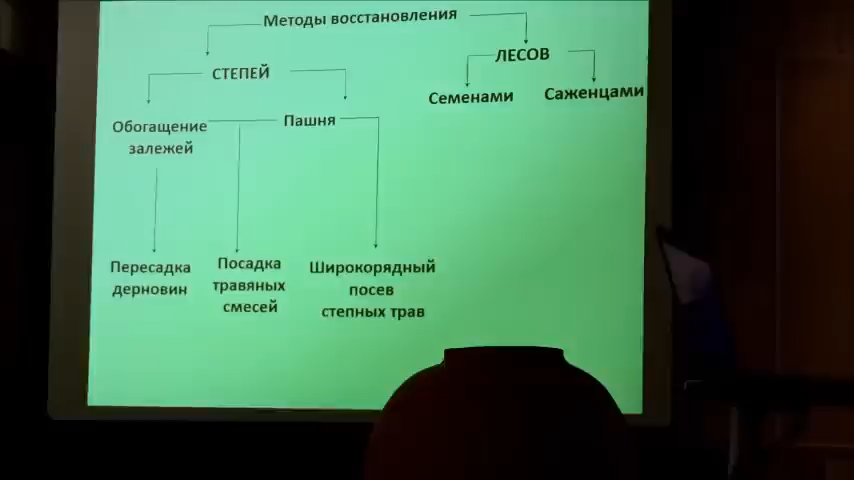 Методы восстановления
СТЕПЕЙ
ЛЕСОВ
Семенами
Саженцами
Обогащение
залежей
Пашня
Пересадка
дерновин
Посадка
травяных
смесей
Широкорядный
посев
степных трав